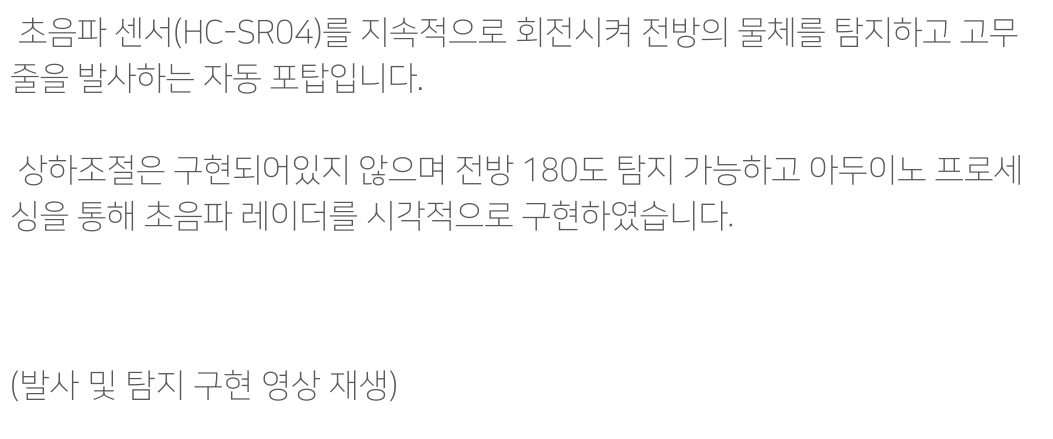 초음파 센서(HC-SR04)를 지속적으로 회전시켜 전방의 물체를 탐지하고 고무
줄을 발사하는 자동 포탑입니다.
상하조절은 구현되어있지 않으며 전방 180도 탐지 가능하고 아두이노 프로세
싱을 통해 초음파 레이더를 시각적으로 구현하였습니다.
(발사 및 탐지 구현 영상 재생)